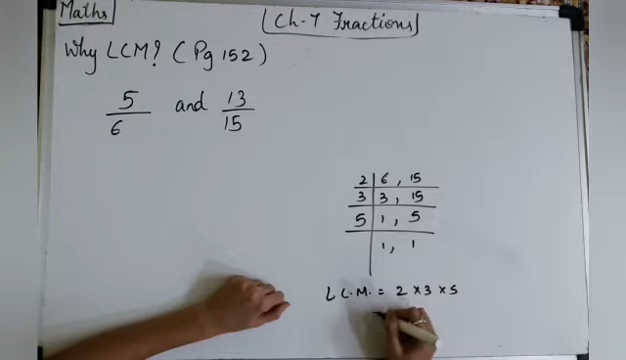 Maths
Ch-7 Fractions
Why LCM? (Pg 152)
5/6 and 13/15
2 | 6, 15
3 | 3, 15
5 | 1, 5
1, 1
L.C.M. = 2 × 3 × 5